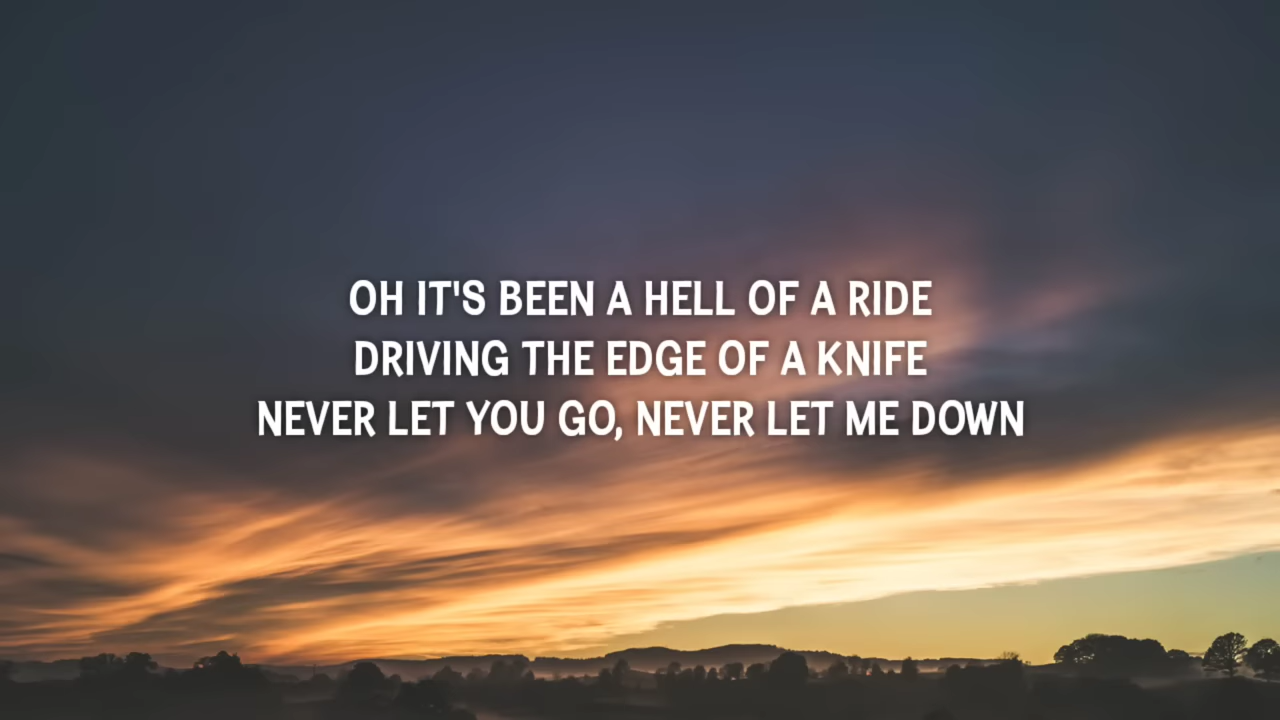 OH IT'S BEEN A HELL OF A RIDE
DRIVING THE EDGE OF A KNIFE
NEVER LET YOU GO, NEVER LET ME DOWN